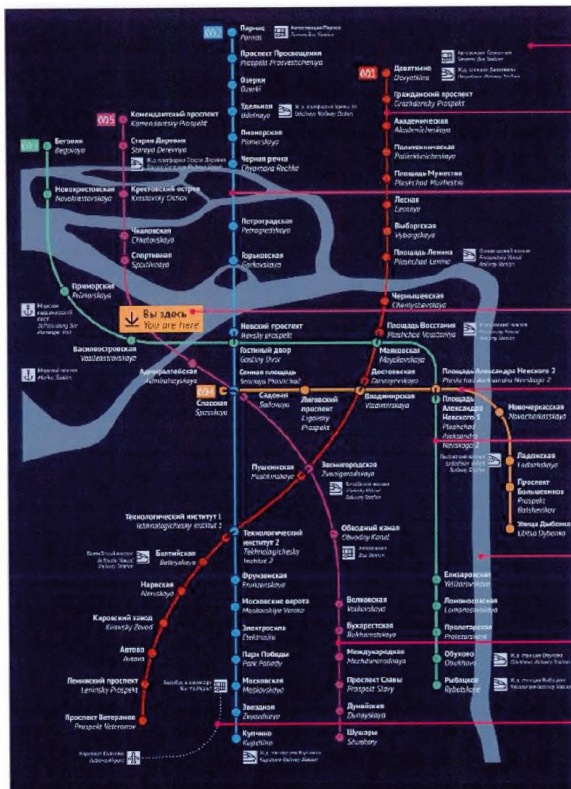 Парнас
Parnas
Проспект Просвещения
Prospekt Prosveshcheniya
Озерки
Ozerki
Удельная
Udelnaya
Пионерская
Pionerskaya
Черная речка
Chyornaya Rechka
Девяткино
Devyatkino
Гражданский проспект
Grazhdansky Prospekt
Академическая
Akademicheskaya
Политехническая
Politekhnicheskaya
Площадь Мужества
Ploshchad Muzhestva
Лесная
Lesnaya
Выборгская
Vyborgskaya
Площадь Ленина
Ploshchad Lenina
Чернышевская
Chernyshevskaya
Комендантский проспект
Komendantsky Prospekt
Старая Деревня
Staraya Derevnya
Беговая
Begovaya
Новокрестовская
Novokrestovskaya
Крестовский остров
Krestovsky Ostrov
Чкаловская
Chkalovskaya
Спортивная
Sportivnaya
Петроградская
Petrogradskaya
Горьковская
Gorkovskaya
Приморская
Primorskaya
Вы здесь
You are here
Василеостровская
Vasileostrovskaya
Невский проспект
Nevsky prospekt
Гостиный двор
Gostiny Dvor
Площадь Восстания
Ploshchad Vosstaniya
Маяковская
Mayakovskaya
Адмиралтейская
Admiralteyskaya
Сенная площадь
Sennaya Ploshchad
Достоевская
Dostoevskaya
Площадь Александра Невского 2
Ploshchad Aleksandra Nevskogo 2
Спасская
Spasskaya
Садовая
Sadovaya
Лиговский
проспект
Ligovsky
Prospekt
Владимирская
Vladimirskaya
Площадь
Александра
Невского 1
Новочеркасская
Novocherkasskaya
Ладожская
Ladozhskaya
Проспект
Большевиков
Prospekt
Bolshevikov
Улица Дыбенко
Ulitsa Dybenko
Пушкинская
Pushkinskaya
Звенигородская
Zvenigorodskaya
Технологический институт 1
Tekhnologichesky Institut 1
Технологический
институт 2
Tekhnologichesky
Institut 2
Обводный канал
Obvodny Kanal
Балтийская
Baltiyskaya
Нарвская
Narvskaya
Кировский завод
Kirovsky Zavod
Автово
Avtovo
Ленинский проспект
Leninsky Prospekt
Проспект Ветеранов
Prospekt Veteranov
Фрунзенская
Frunzenskaya
Московские ворота
Moskovskiye Vorota
Электросила
Elektrosila
Парк Победы
Park Pobedy
Московская
Moskovskaya
Звездная
Zvyozdnaya
Купчино
Kupchino
Волковская
Volkovskaya
Бухарестская
Bukharestskaya
Международная
Mezhdunarodnaya
Проспект Славы
Prospekt Slavy
Дунайская
Dunayskaya
Шушары
Shushary
Елизаровская
Yelizarovskaya
Ломоносовская
Lomonosovskaya
Пролетарская
Proletarskaya
Обухово
Obukhovo
Рыбацкое
Rybatskoye